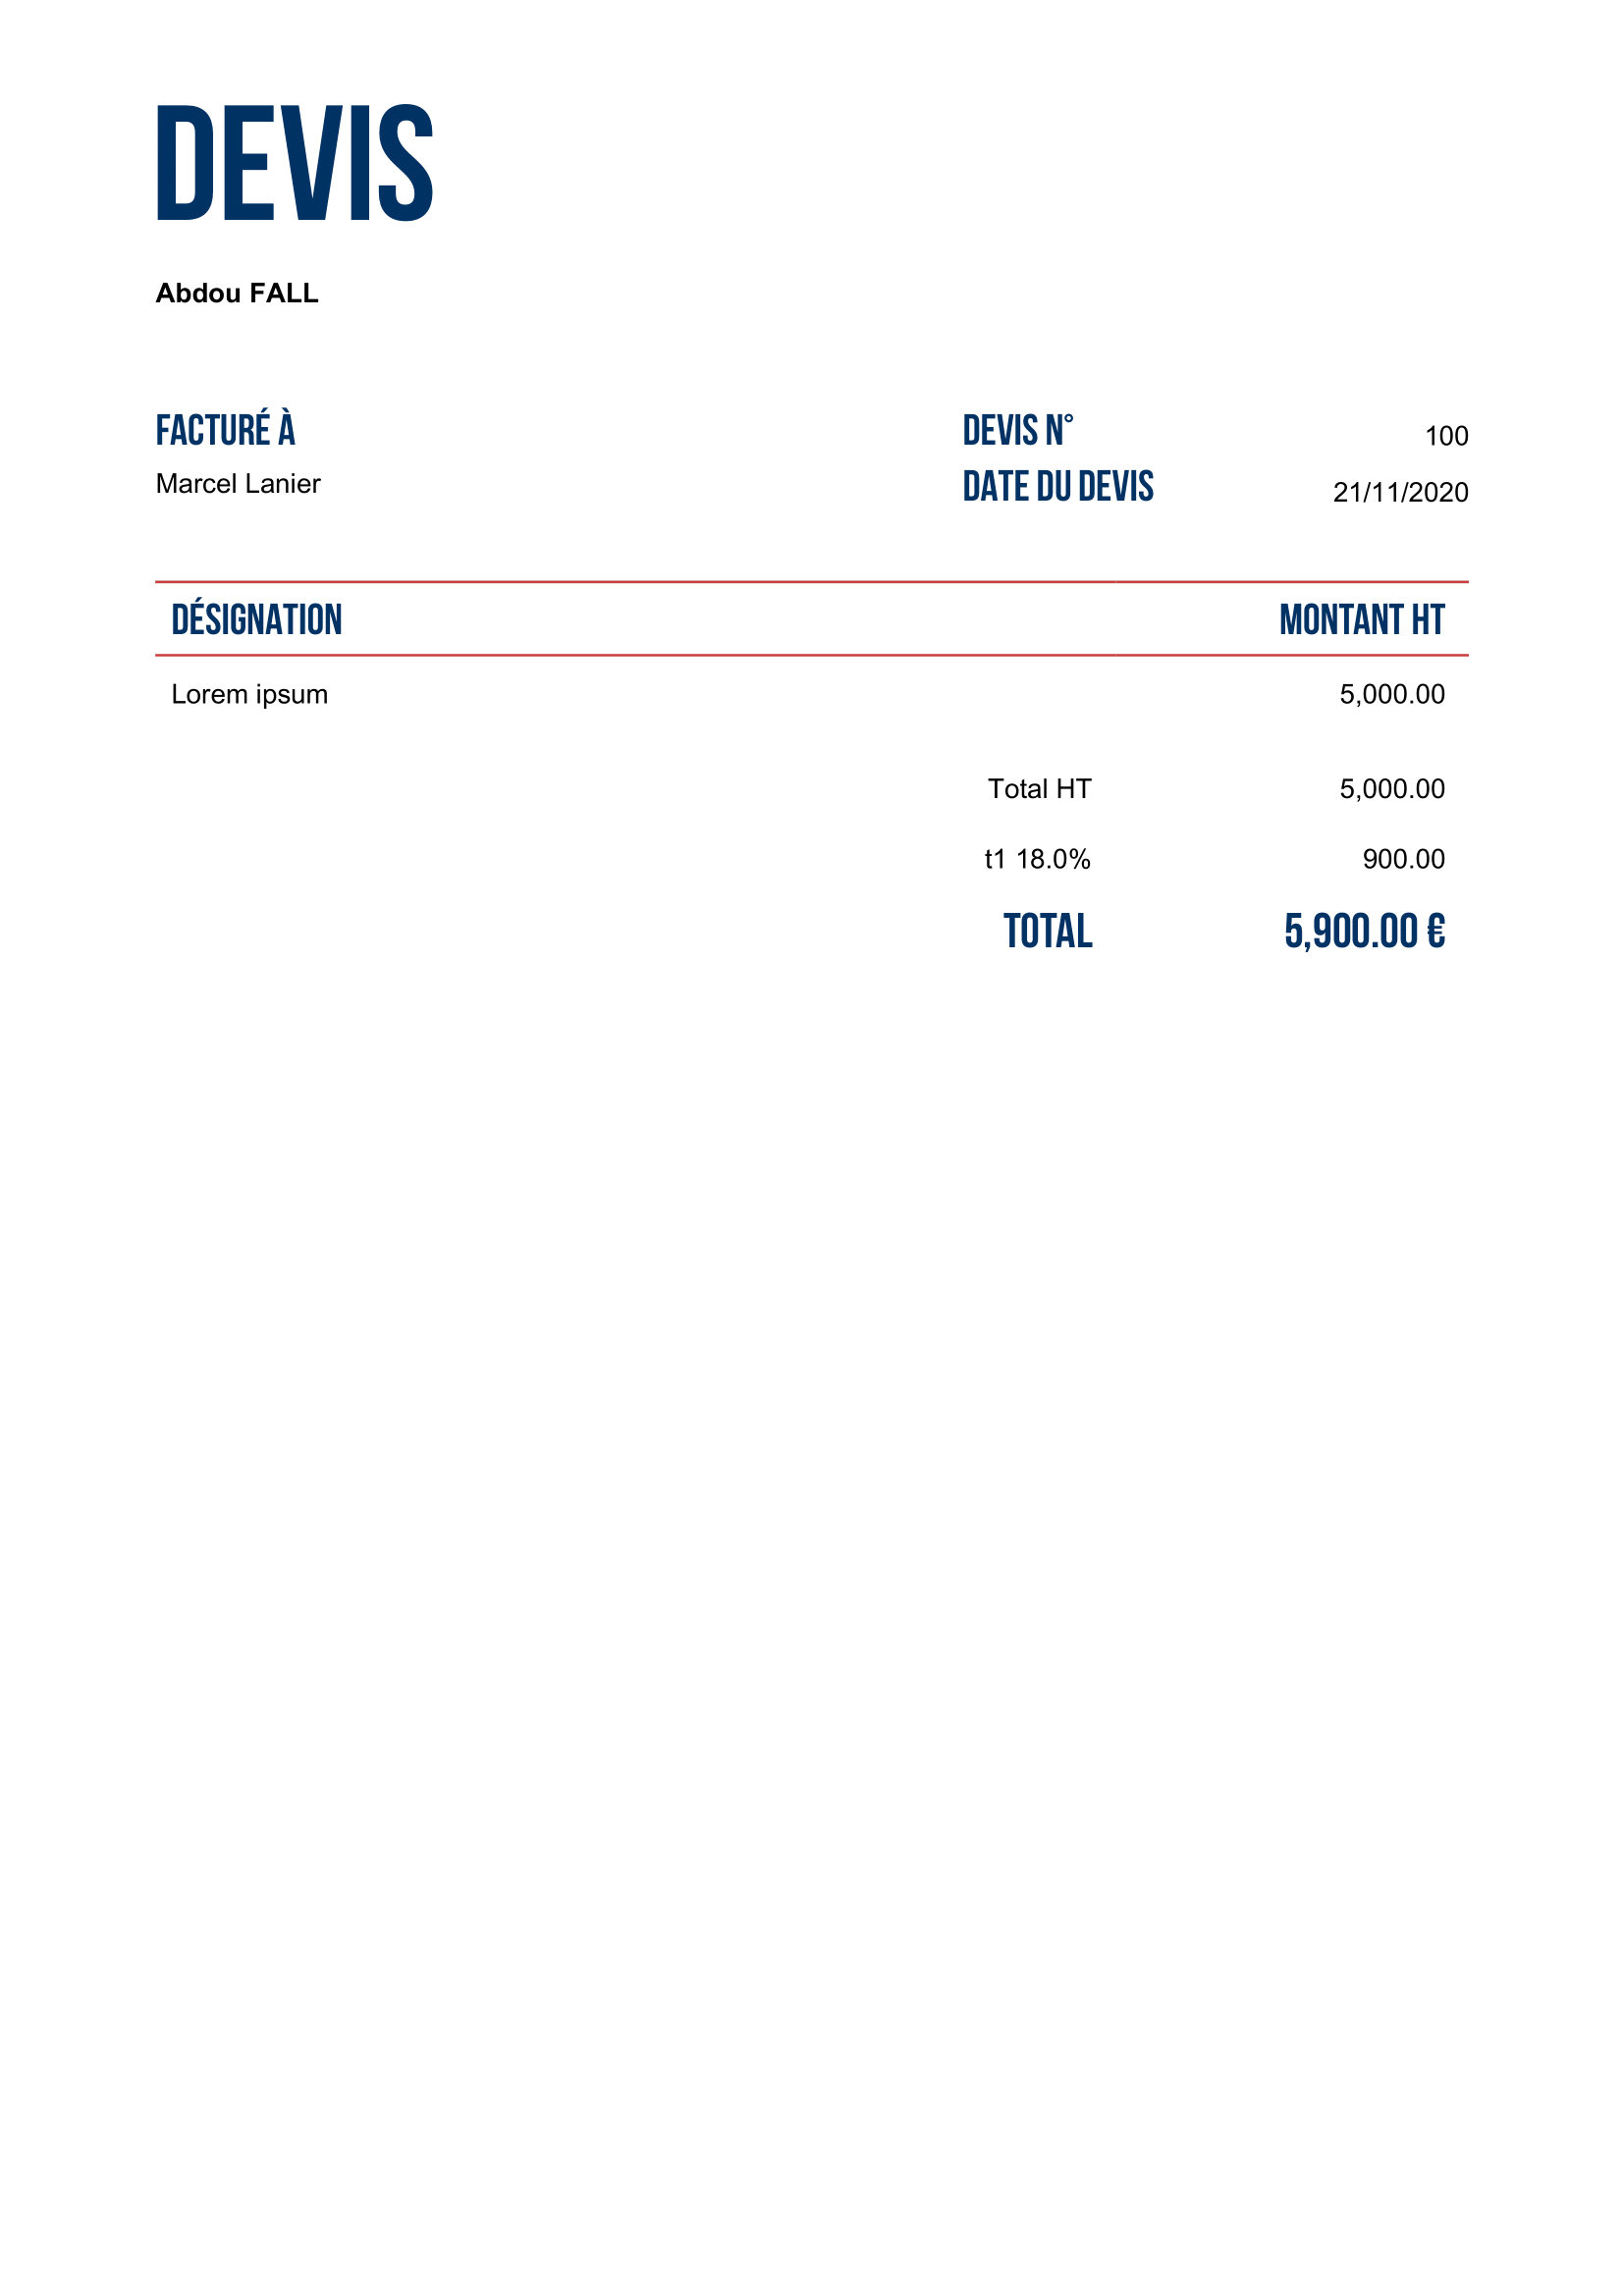 DEVIS
Abdou FALL
FACTURÉ À
Marcel Lanier
DEVIS N° 100
DATE DU DEVIS 21/11/2020
DÉSIGNATION MONTANT HT
Lorem ipsum 5,000.00
Total HT 5,000.00
t1 18.0% 900.00
TOTAL 5,900.00 €